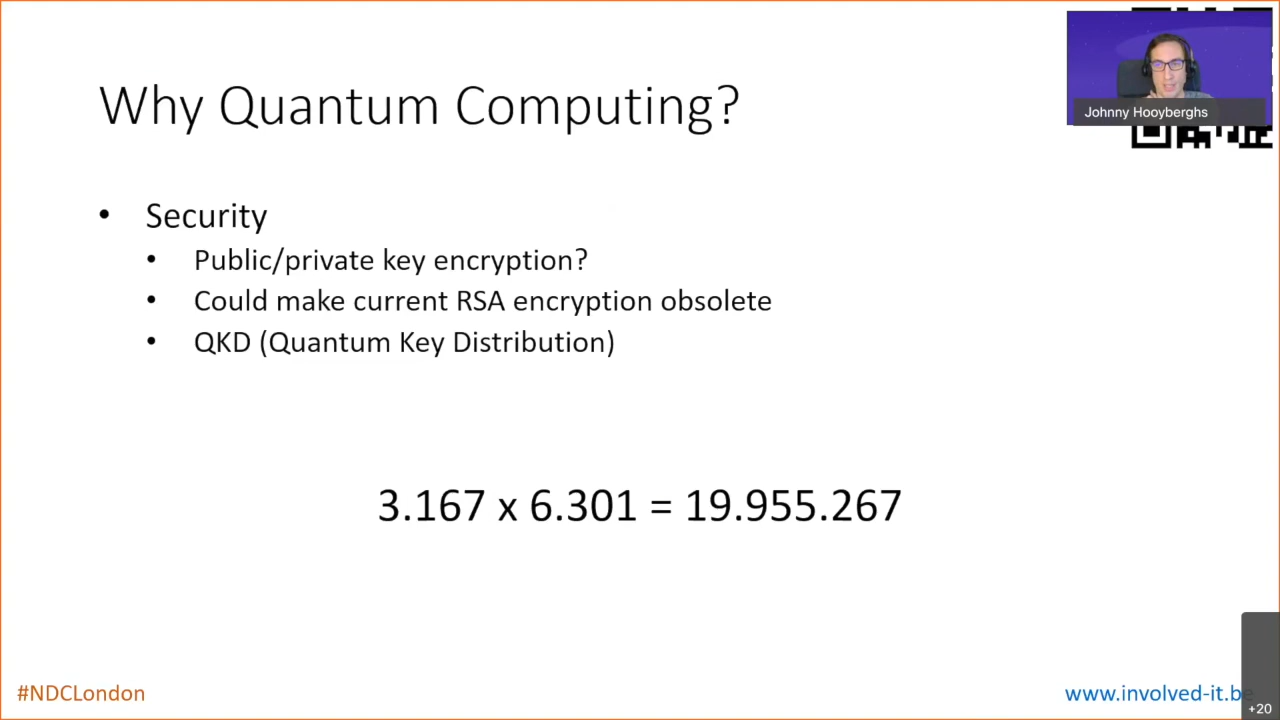 Why Quantum Computing?
Johnny Hooyberghs
• Security
• Public/private key encryption?
• Could make current RSA encryption obsolete
• QKD (Quantum Key Distribution)
3.167 x 6.301 = 19.955.267
#NDCLondon
www.involved-it.be
+20